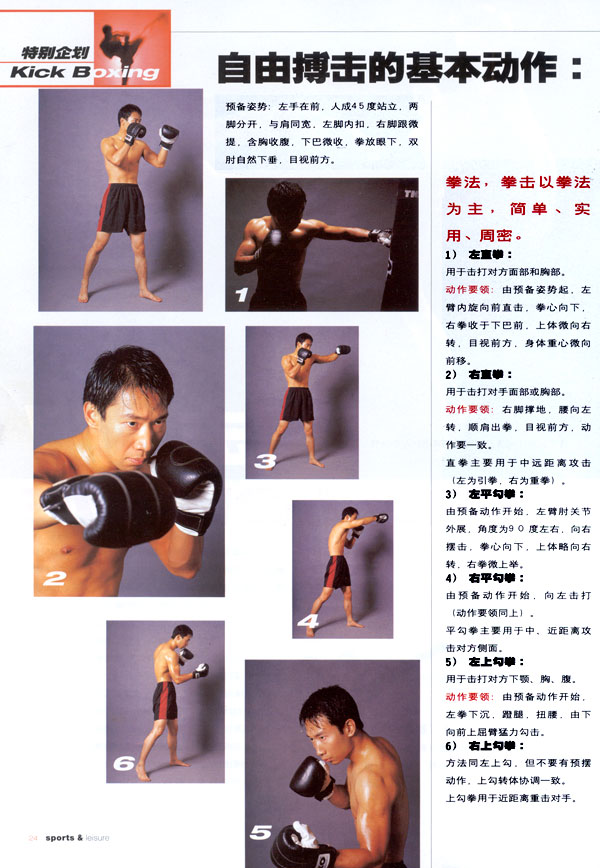 特别企划
Kick Boxing
自由搏击的基本动作：
预备姿势：左手在前，人成45度站立，两
脚分开，与肩同宽，左脚内扣，右脚跟微
提，含胸收腹，下巴微收，拳放眼下，双
肘自然下垂，目视前方。
拳法，拳击以拳法
为主，简单、实
用、周密。
1） 左直拳：
用于击打对方面部和胸部。
动作要领：由预备姿势起，左
臂内旋向前直击，拳心向下，
右拳收于下巴前，上体微向右
转，目视前方，身体重心微向
前移。
2） 右直拳：
用于击打对手面部或胸部。
动作要领：右脚撑地，腰向左
转，顺肩出拳，目视前方，动
作要一致。
直拳主要用于中远距离攻击
（左为引拳，右为重拳）。
3） 左平勾拳：
由预备动作开始，左臂肘关节
外展，角度为90度左右，向右
摆击，拳心向下，上体略向右
转，右拳微上举。
4） 右平勾拳：
由预备动作开始，向左击打
（动作要领同上）。
平勾拳主要用于中、近距离攻
击对方侧面。
5） 左上勾拳：
用于击打对方下颚、胸、腹。
动作要领：由预备动作开始，
左拳下沉，蹬腿，扭腰，由下
向前上屈臂猛力勾击。
6） 右上勾拳：
方法同左上勾，但不要有预摆
动作，上勾转体协调一致。
上勾拳用于近距离重击对手。
1
2
3
4
6
5
24 sports & leisure